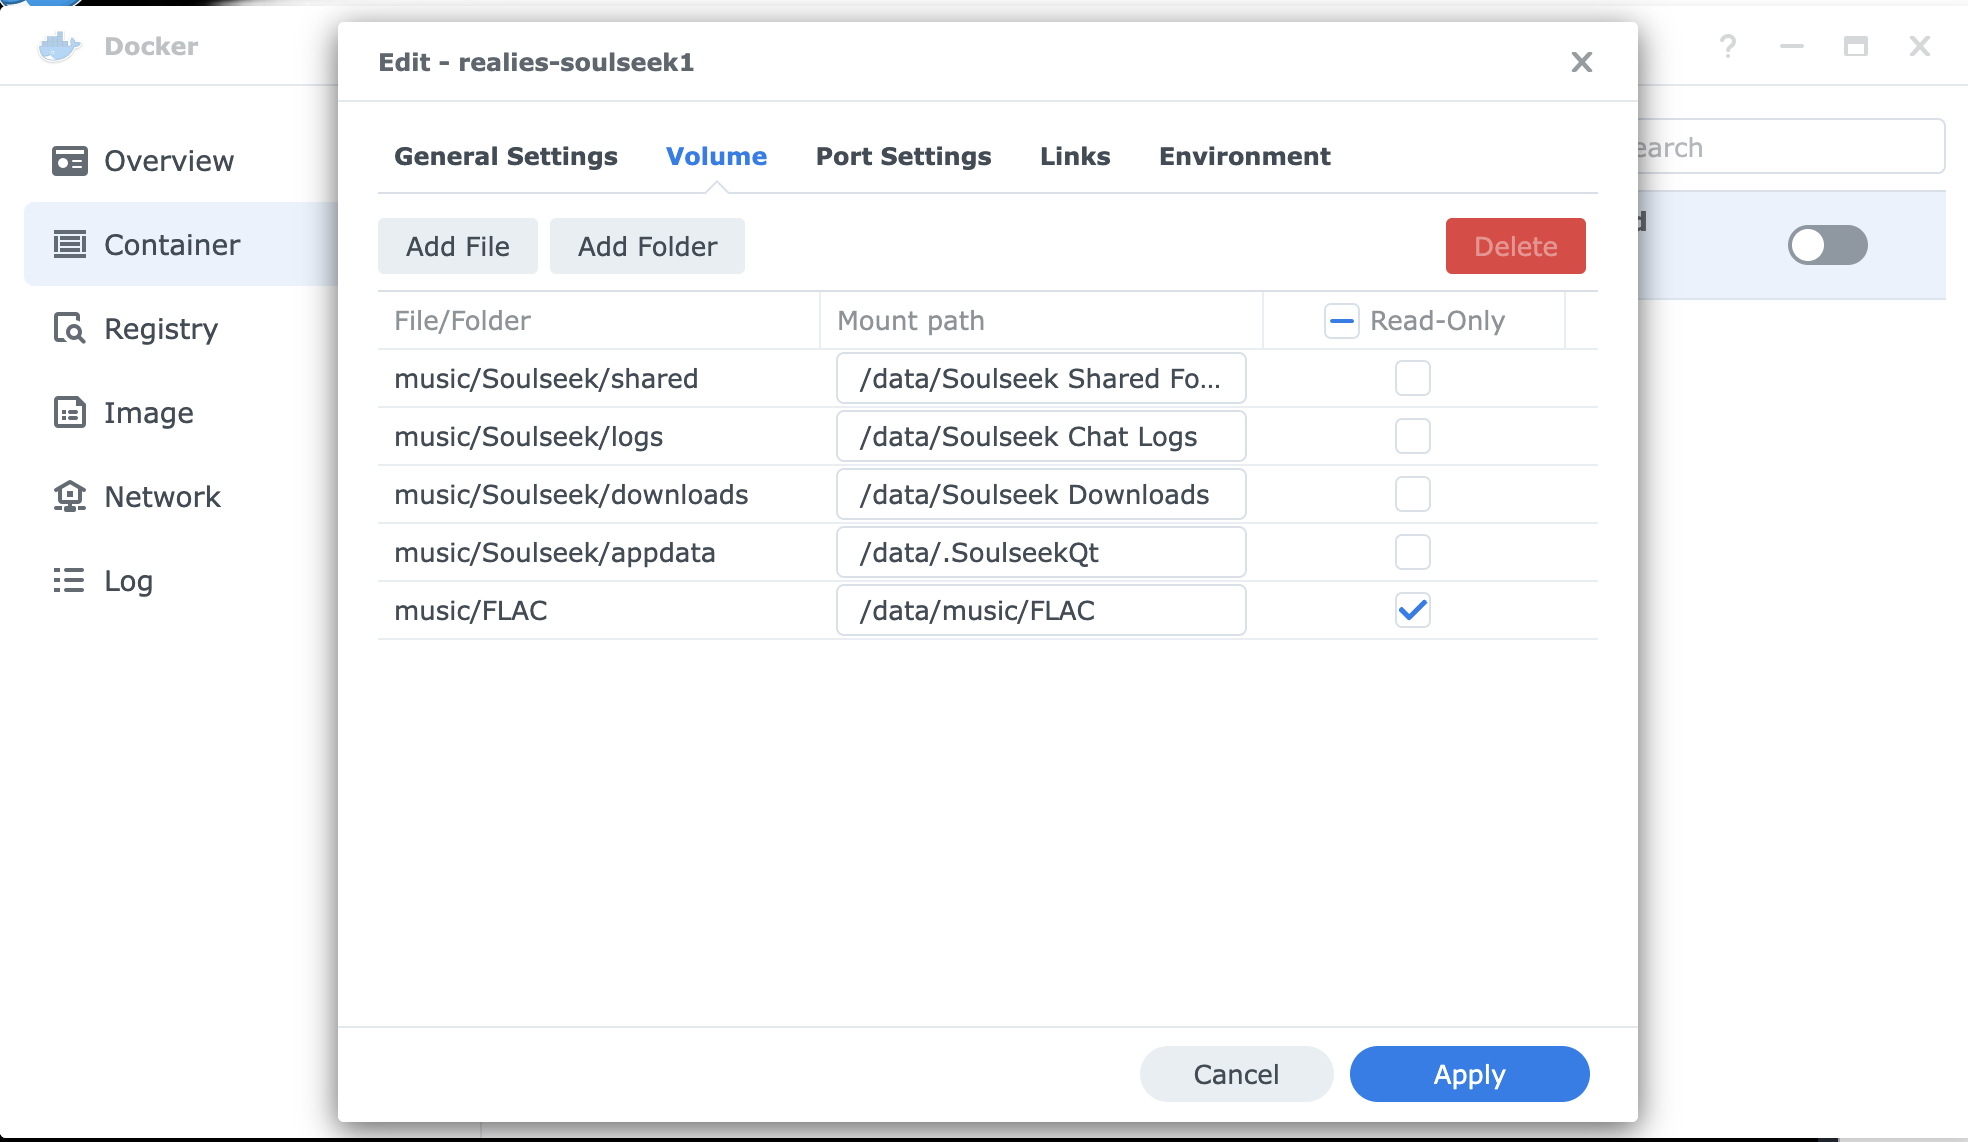 Docker
Edit - realies-soulseek1
Overview
Container
Registry
Image
Network
Log
General Settings Volume Port Settings Links Environment
Add File Add Folder Delete
File/Folder Mount path Read-Only
music/Soulseek/shared /data/Soulseek Shared Fo...
music/Soulseek/logs /data/Soulseek Chat Logs
music/Soulseek/downloads /data/Soulseek Downloads
music/Soulseek/appdata /data/.SoulseekQt
music/FLAC /data/music/FLAC
Cancel Apply
earch